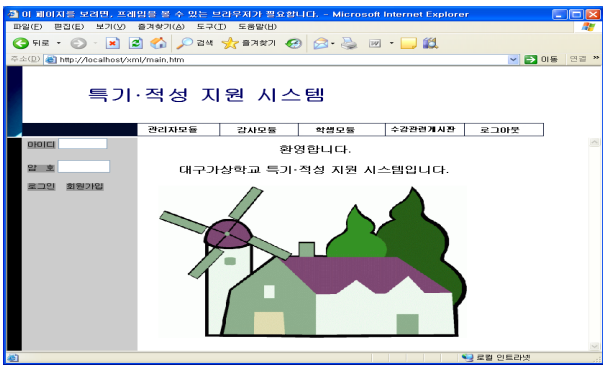 이 페이지를 보려면, 프레임을 볼 수 있는 브라우저가 필요합니다. - Microsoft Internet Explorer
파일(F) 편집(E) 보기(V) 즐겨찾기(A) 도구(T) 도움말(H)
뒤로 검색 즐겨찾기
주소(D) http://localhost/xml/main.htm 이동 연결 »
특기·적성 지원 시스템
관리자모듈 강사모듈 학생모듈 수강관련게시판 로그아웃
아이디
암 호
로그인 회원가입
환영합니다.
대구가상학교 특기·적성 지원 시스템입니다.
로컬 인트라넷